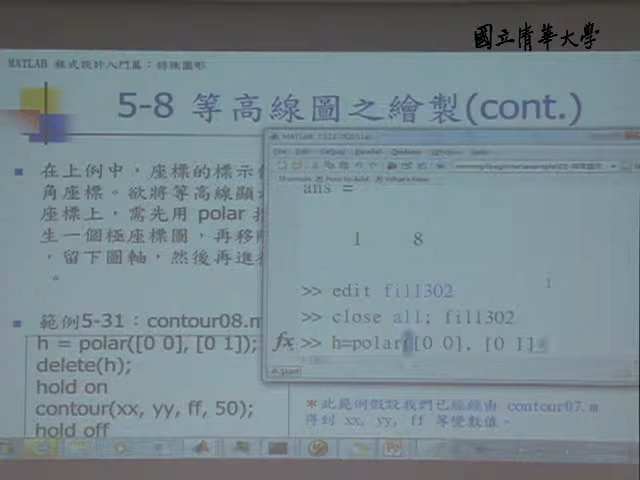 國立清華大學
MATLAB 程式設計入門篇：特殊圖形
5-8 等高線圖之繪製(cont.)
在上例中，座標的標示
角座標。欲將等高線顯
座標上，需先用 polar
生一個極座標圖，再移
，留下圖軸，然後再進
。
範例5-31：contour08.m
h = polar([0 0], [0 1]);
delete(h);
hold on
contour(xx, yy, ff, 50);
hold off
ans =
1 8
>> edit fill302
>> close all; fill302
fx >> h=polar([0 0], [0 1]
Start
*此範例假設我們已經由 contour07.m
得到 xx, yy, ff 等變數值。